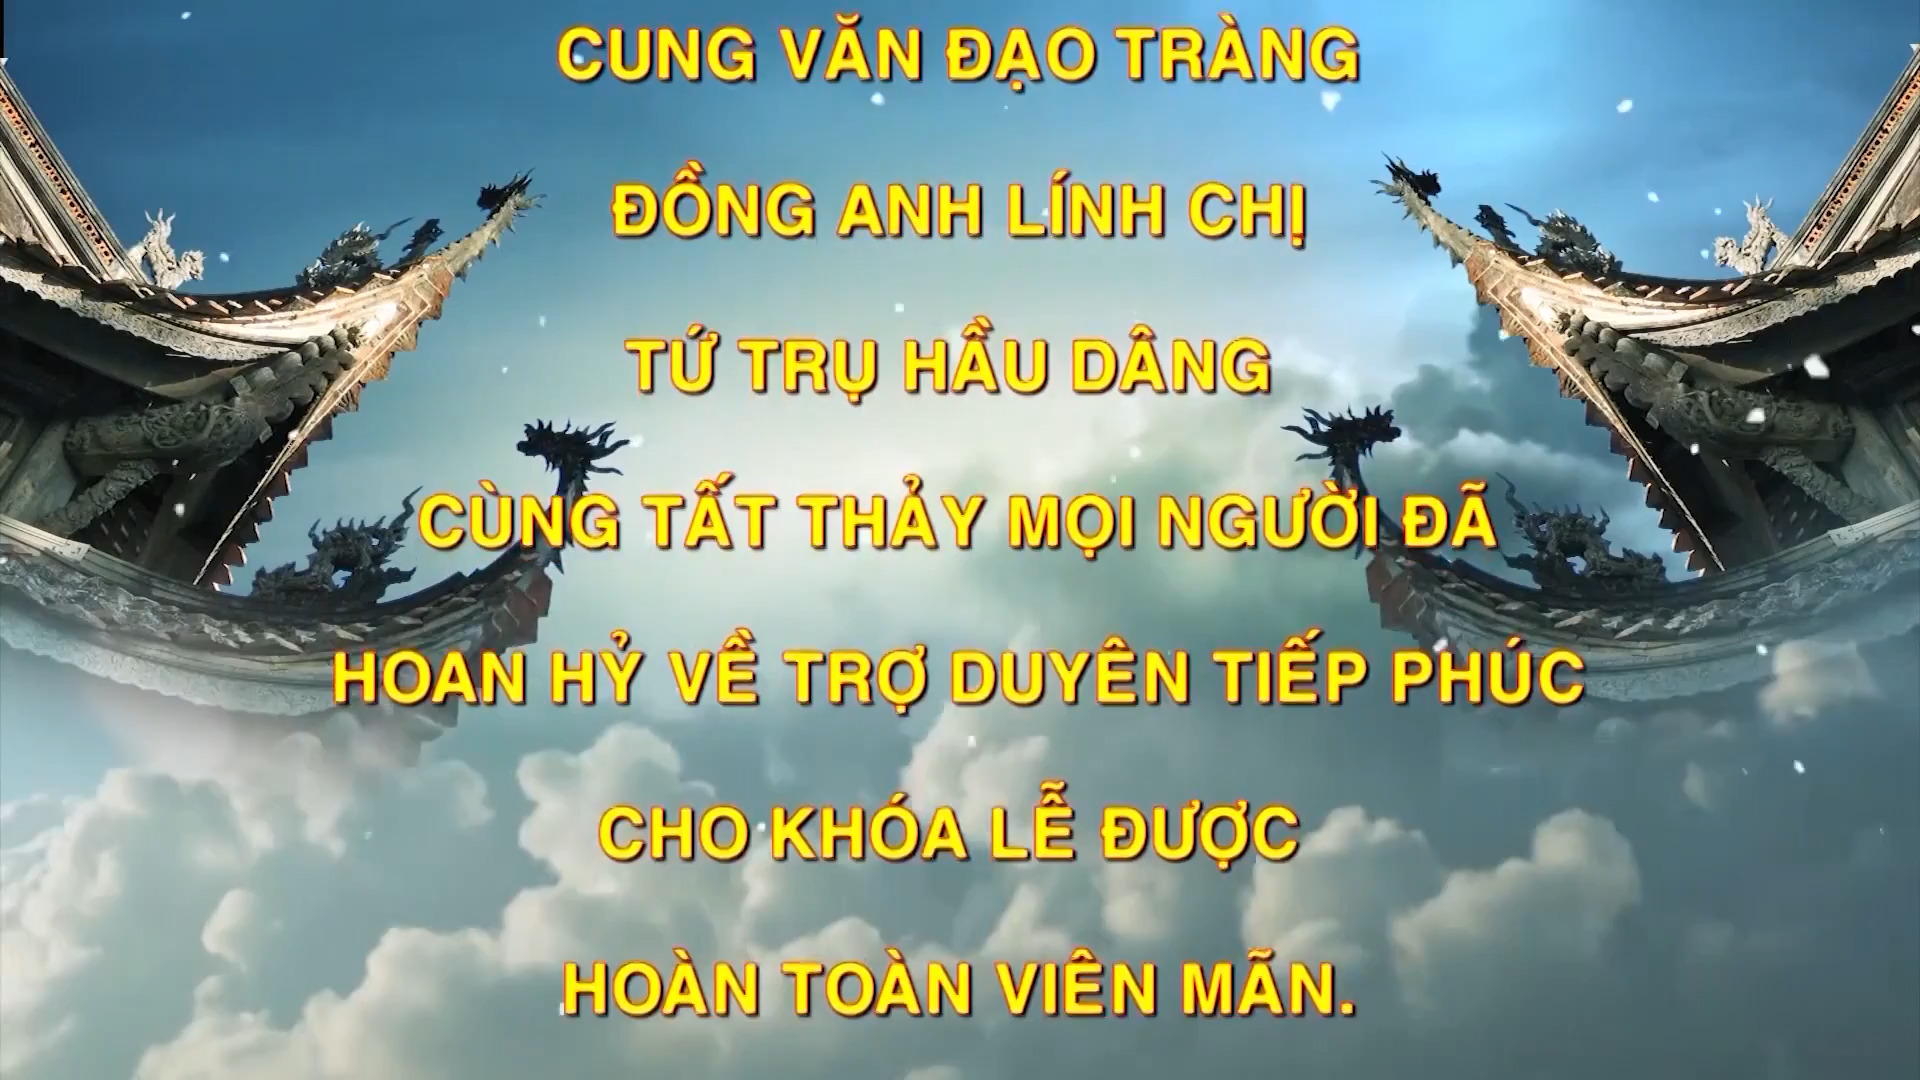 CUNG VĂN ĐẠO TRÀNG
ĐỒNG ANH LÍNH CHỊ
TỨ TRỤ HẦU DÂNG
CÙNG TẤT THẢY MỌI NGƯỜI ĐÃ
HOAN HỶ VỀ TRỢ DUYÊN TIẾP PHÚC
CHO KHÓA LỄ ĐƯỢC
HOÀN TOÀN VIÊN MÃN.